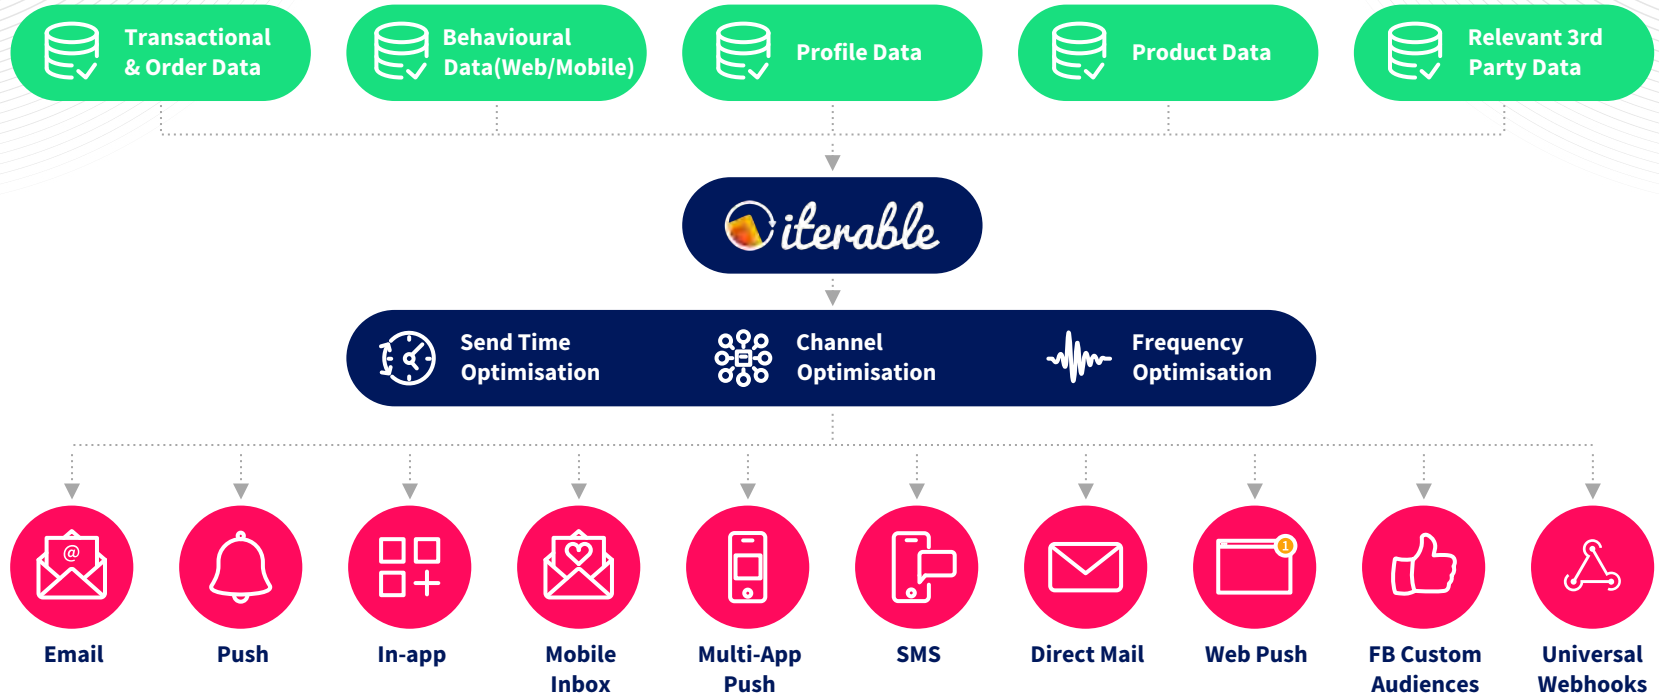 Transactional
& Order Data
Behavioural
Data(Web/Mobile)
Profile Data
Product Data
Relevant 3rd
Party Data
iterable
Send Time
Optimisation
Channel
Optimisation
Frequency
Optimisation
@
1
Email
Push
In-app
Mobile
Inbox
Multi-App
Push
SMS
Direct Mail
Web Push
FB Custom
Audiences
Universal
Webhooks